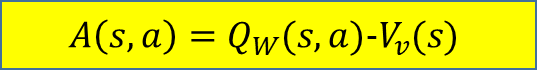 A(s, a) = Q_W(s, a)-V_v(s)